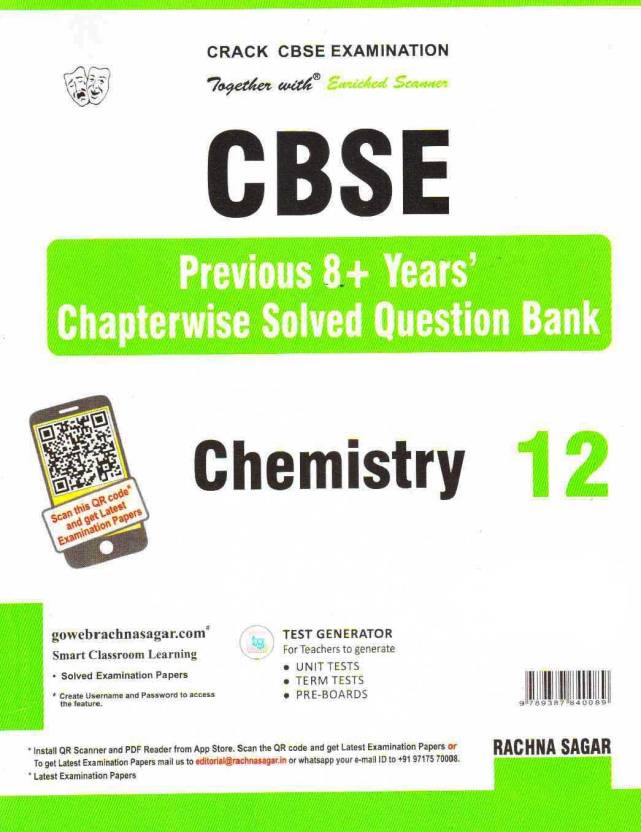 CRACK CBSE EXAMINATION
Together with® Enriched Scanner
CBSE
Previous 8+ Years'
Chapterwise Solved Question Bank
Chemistry 12
Scan this QR code*
and get Latest
Examination Papers
gowebrachnasagar.com#
Smart Classroom Learning
• Solved Examination Papers
# Create Username and Password to access
the feature.
TEST GENERATOR
For Teachers to generate
● UNIT TESTS
● TERM TESTS
● PRE-BOARDS
9 789387 840089
* Install QR Scanner and PDF Reader from App Store. Scan the QR code and get Latest Examination Papers or
To get Latest Examination Papers mail us to editorial@rachnasagar.in or whatsapp your e-mail ID to +91 97175 70008.
* Latest Examination Papers
RACHNA SAGAR